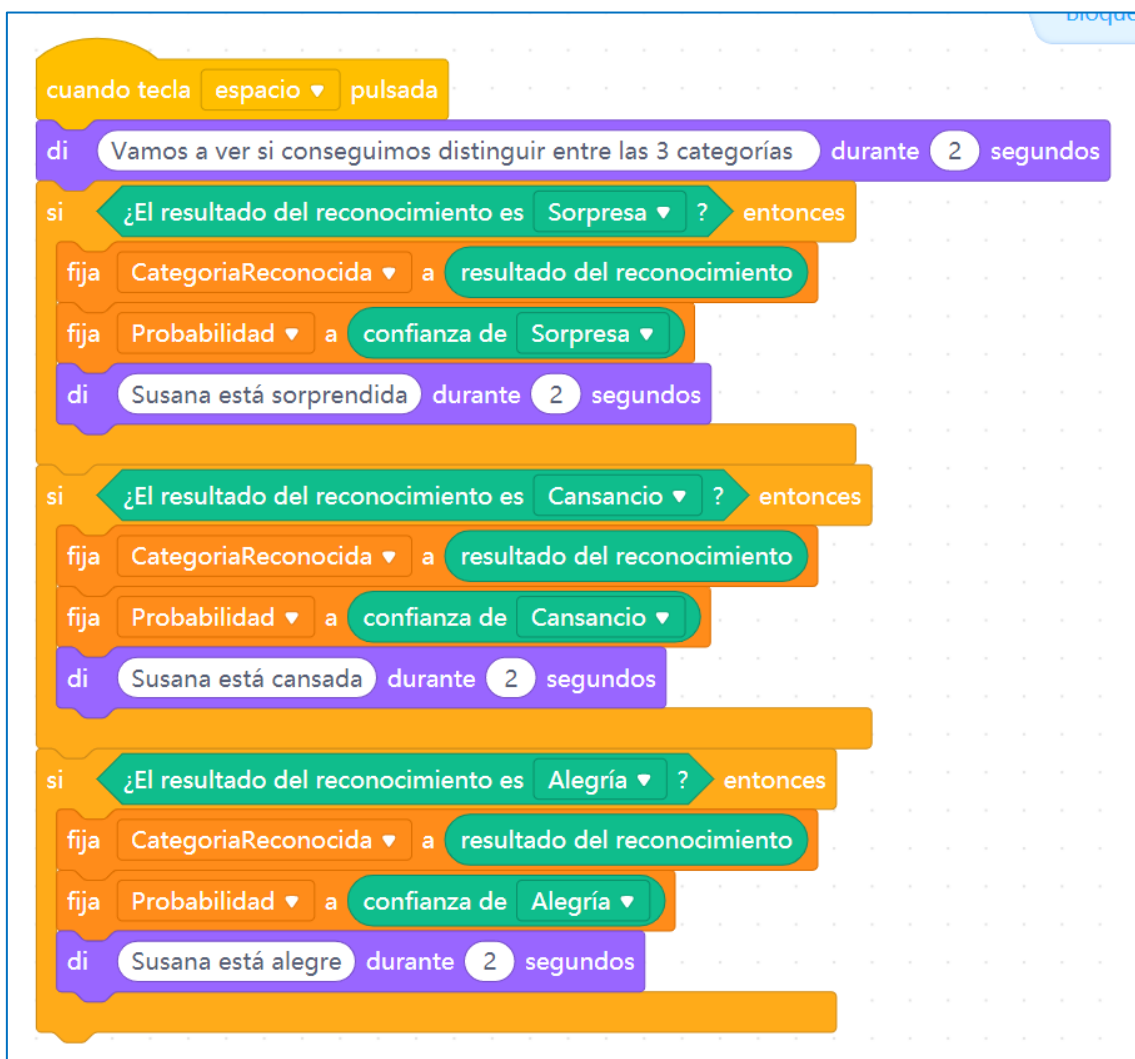 Bloque
cuando tecla espacio pulsada
di Vamos a ver si conseguimos distinguir entre las 3 categorías durante 2 segundos
si ¿El resultado del reconocimiento es Sorpresa ? entonces
fija CategoriaReconocida a resultado del reconocimiento
fija Probabilidad a confianza de Sorpresa
di Susana está sorprendida durante 2 segundos
si ¿El resultado del reconocimiento es Cansancio ? entonces
fija CategoriaReconocida a resultado del reconocimiento
fija Probabilidad a confianza de Cansancio
di Susana está cansada durante 2 segundos
si ¿El resultado del reconocimiento es Alegría ? entonces
fija CategoriaReconocida a resultado del reconocimiento
fija Probabilidad a confianza de Alegría
di Susana está alegre durante 2 segundos